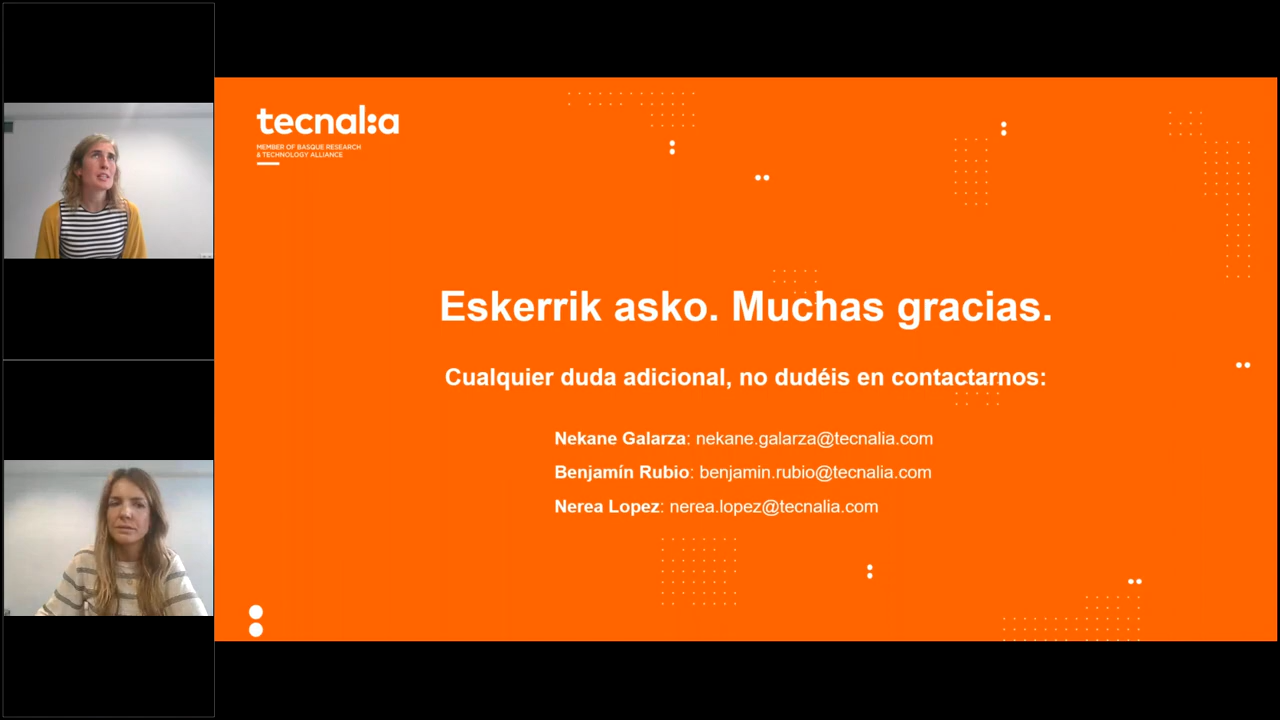 tecnalia
MEMBER OF BASQUE RESEARCH
& TECHNOLOGY ALLIANCE
Eskerrik asko. Muchas gracias.
Cualquier duda adicional, no dudéis en contactarnos:
Nekane Galarza: nekane.galarza@tecnalia.com
Benjamín Rubio: benjamin.rubio@tecnalia.com
Nerea Lopez: nerea.lopez@tecnalia.com